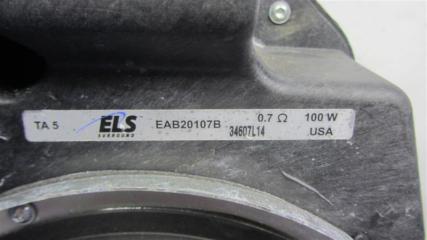 TA 5 ELS SURROUND EAB20107B 0.7 Ω 100 W
34607L14 USA